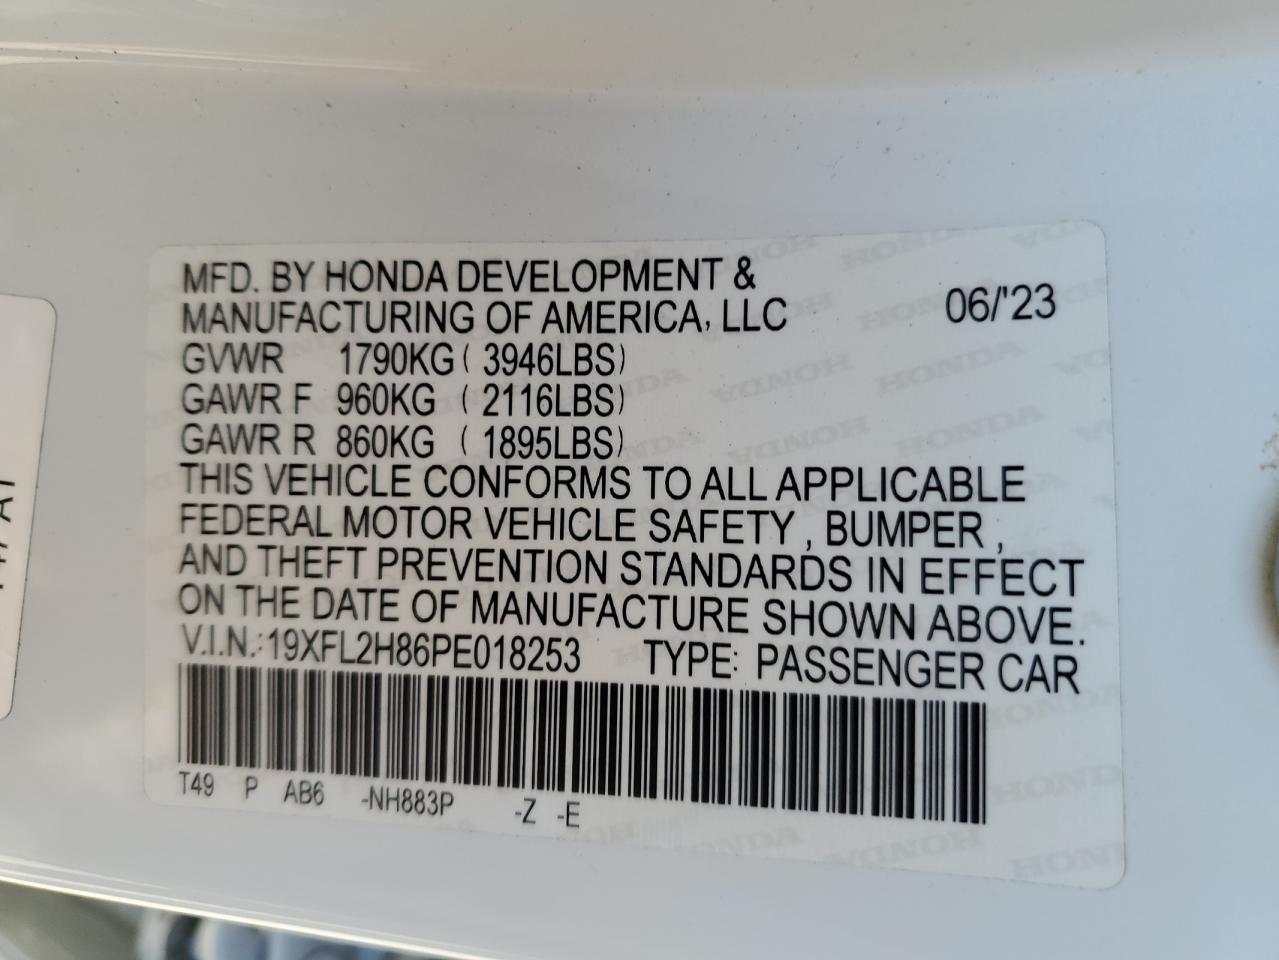 MFD. BY HONDA DEVELOPMENT &
MANUFACTURING OF AMERICA, LLC 06/'23
GVWR 1790KG ( 3946LBS)
GAWR F 960KG ( 2116LBS)
GAWR R 860KG ( 1895LBS)
THIS VEHICLE CONFORMS TO ALL APPLICABLE
FEDERAL MOTOR VEHICLE SAFETY , BUMPER ,
AND THEFT PREVENTION STANDARDS IN EFFECT
ON THE DATE OF MANUFACTURE SHOWN ABOVE.
V.I.N.: 19XFL2H86PE018253 TYPE: PASSENGER CAR
T49 P AB6 -NH883P -Z -E